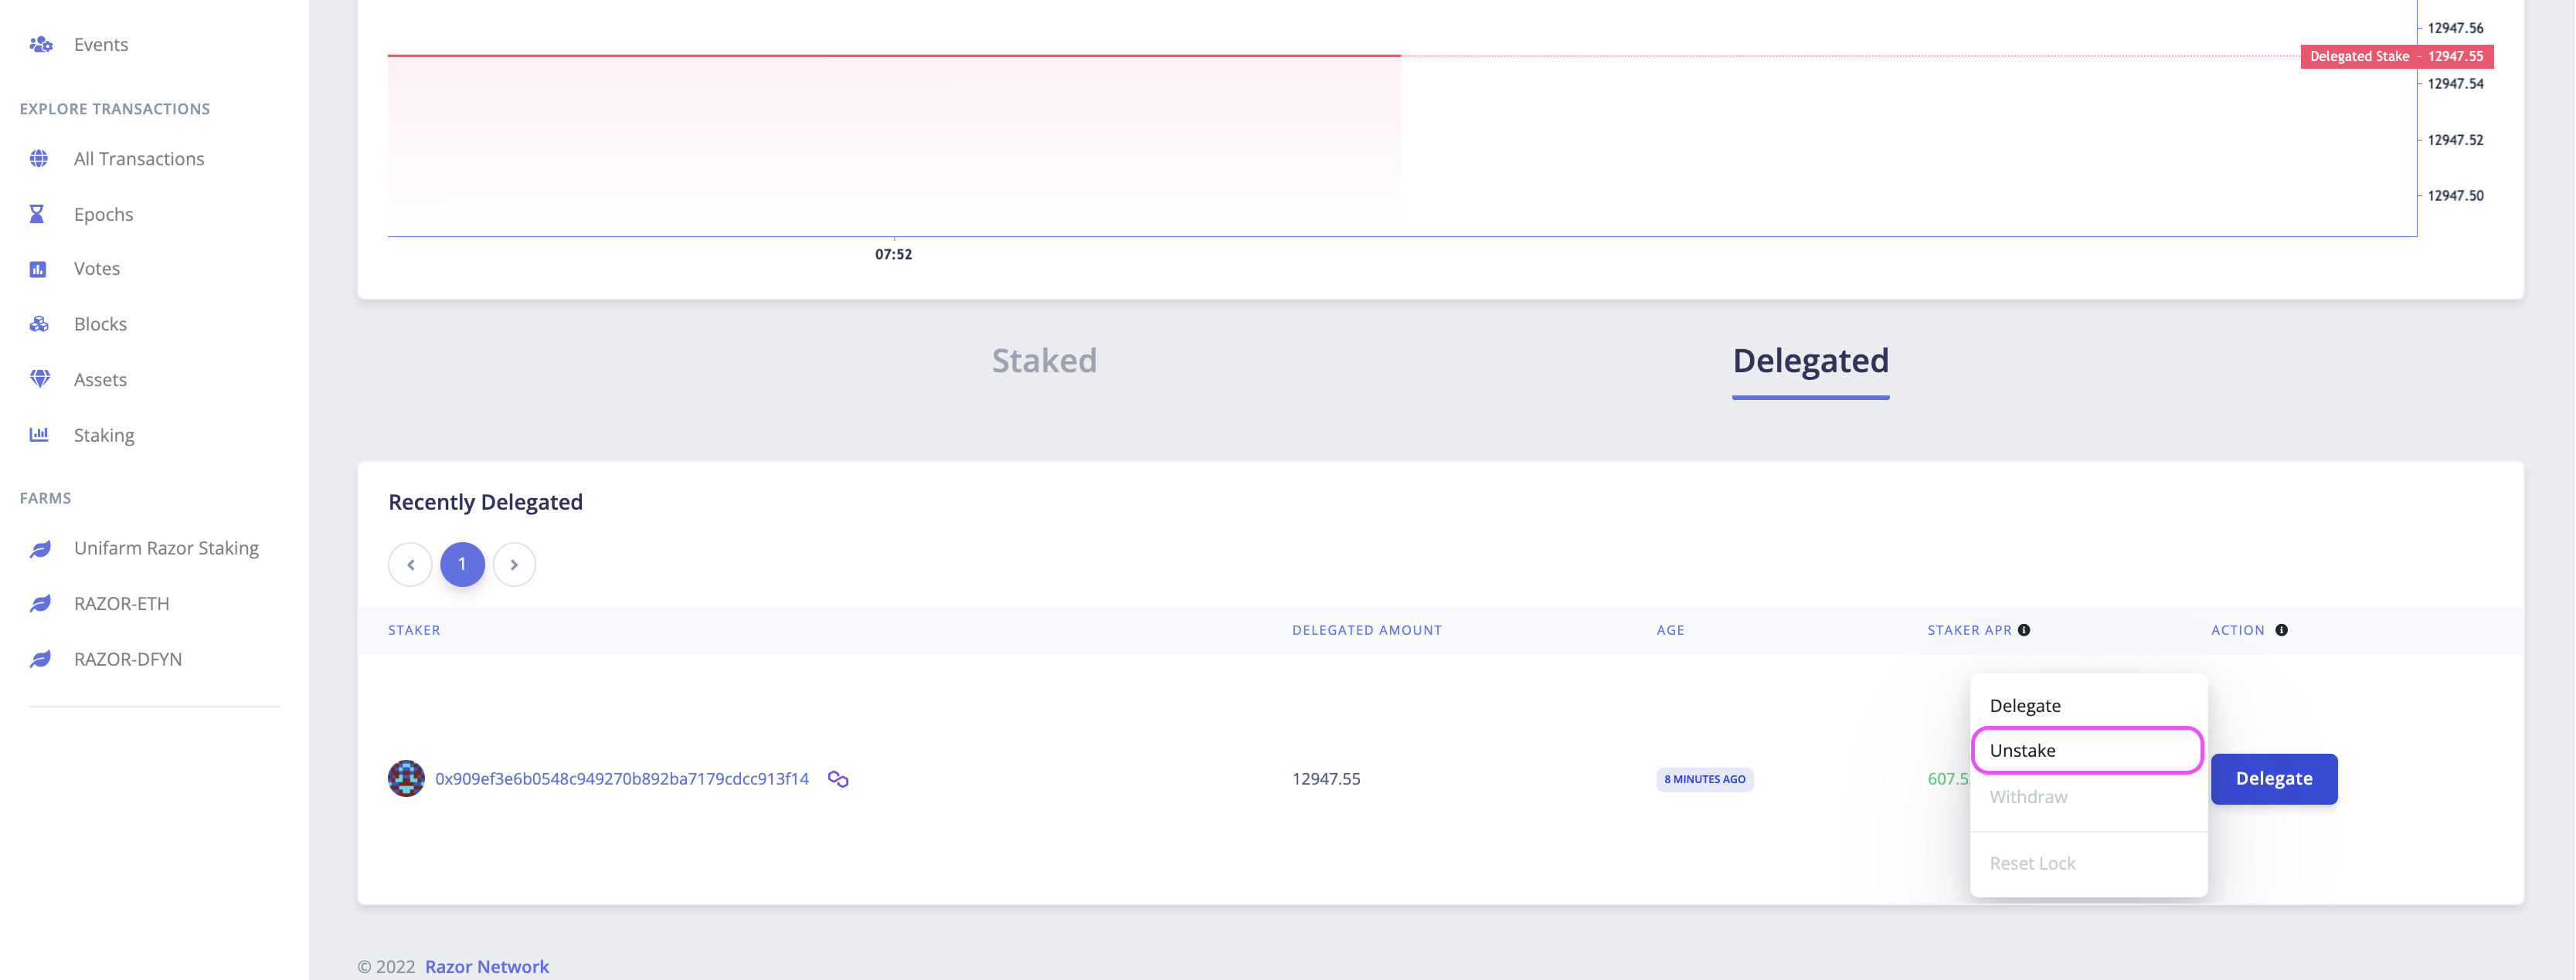 Events
EXPLORE TRANSACTIONS
All Transactions
Epochs
Votes
Blocks
Assets
Staking
FARMS
Unifarm Razor Staking
RAZOR-ETH
RAZOR-DFYN
12947.56
Delegated Stake - 12947.55
12947.54
12947.52
12947.50
07:52
Staked Delegated
Recently Delegated
1
STAKER DELEGATED AMOUNT AGE STAKER APR ACTION
0x909ef3e6b0548c949270b892ba7179cdcc913f14 12947.55 8 MINUTES AGO 607.5 Delegate
Delegate
Unstake
Withdraw
Reset Lock
© 2022 Razor Network